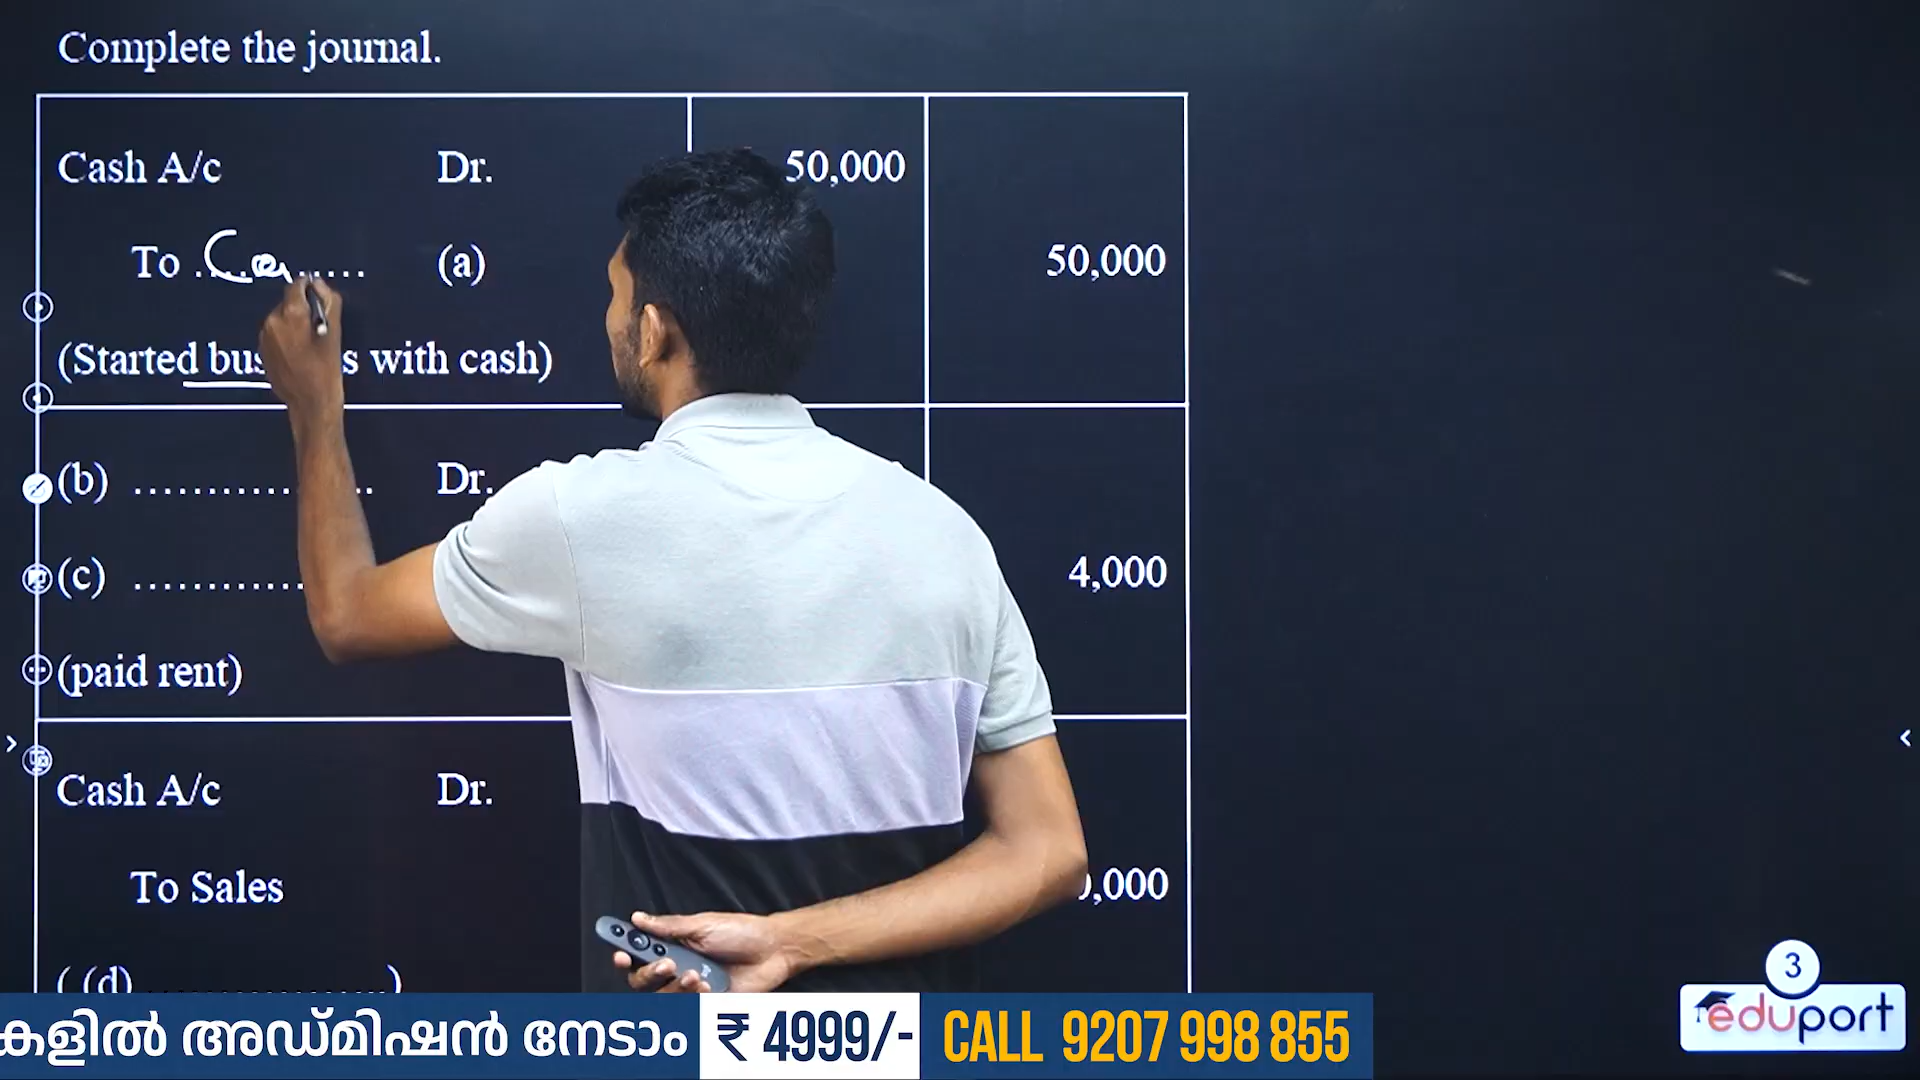 Complete the journal.
Cash A/c Dr. 50,000
To ............ (a) 50,000
(Started with cash)
(b) ................. Dr.
(c) ............ 4,000
(paid rent)
Cash A/c Dr.
To Sales
( (d) ..................)
3
eduport
കളിൽ അഡ്മിഷൻ നേടാം ₹ 4999/- CALL 9207 998 855